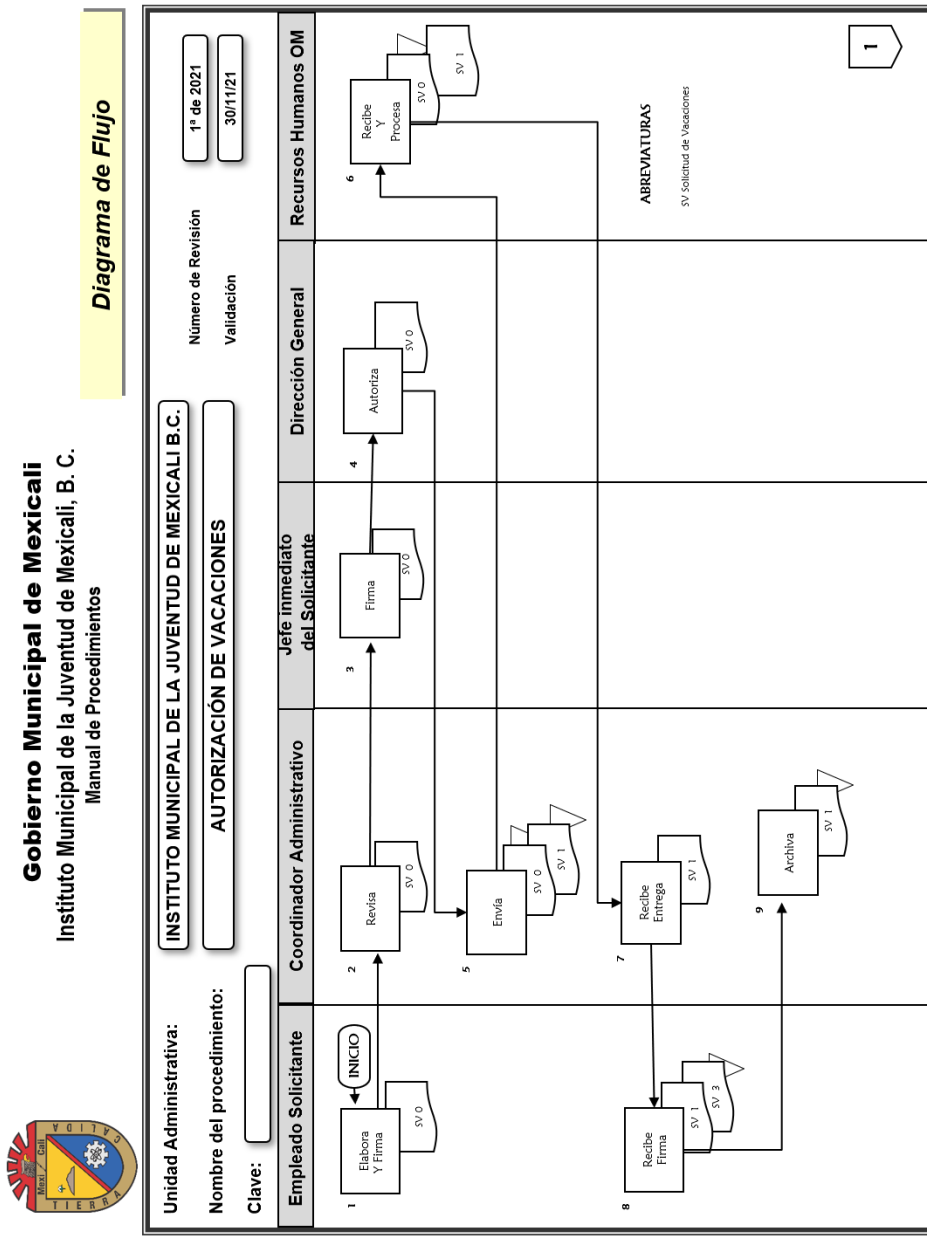 Gobierno Municipal de Mexicali
Instituto Municipal de la Juventud de Mexicali, B. C.
Manual de Procedimientos
Diagrama de Flujo
Mexi Cali
TIERRA CALIDA
Unidad Administrativa:
INSTITUTO MUNICIPAL DE LA JUVENTUD DE MEXICALI B.C.
Número de Revisión
1ª de 2021
Nombre del procedimiento:
AUTORIZACIÓN DE VACACIONES
Validación
30/11/21
Clave:
Empleado Solicitante
Coordinador Administrativo
Jefe inmediato
del Solicitante
Dirección General
Recursos Humanos OM
INICIO
1
Elabora
Y Firma
SV 0
2
Revisa
SV 0
3
Firma
SV 0
4
Autoriza
SV 0
5
Envía
SV 0
SV 1
6
Recibe
Y
Procesa
SV 0
SV 1
7
Recibe
Entrega
SV 1
8
Recibe
Firma
SV 1
SV 3
9
Archiva
SV 1
ABREVIATURAS
SV Solicitud de Vacaciones
1